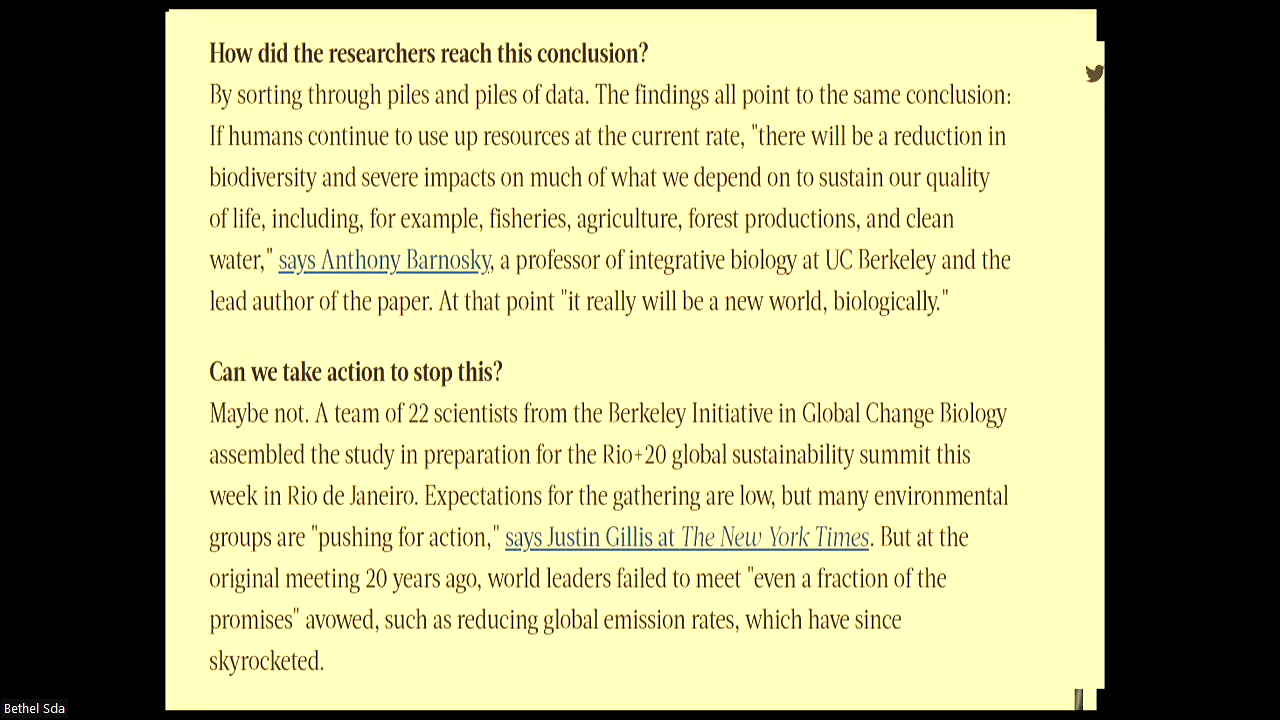 How did the researchers reach this conclusion?
By sorting through piles and piles of data. The findings all point to the same conclusion:
If humans continue to use up resources at the current rate, "there will be a reduction in
biodiversity and severe impacts on much of what we depend on to sustain our quality
of life, including, for example, fisheries, agriculture, forest productions, and clean
water," says Anthony Barnosky, a professor of integrative biology at UC Berkeley and the
lead author of the paper. At that point "it really will be a new world, biologically."
Can we take action to stop this?
Maybe not. A team of 22 scientists from the Berkeley Initiative in Global Change Biology
assembled the study in preparation for the Rio+20 global sustainability summit this
week in Rio de Janeiro. Expectations for the gathering are low, but many environmental
groups are "pushing for action," says Justin Gillis at The New York Times. But at the
original meeting 20 years ago, world leaders failed to meet "even a fraction of the
promises" avowed, such as reducing global emission rates, which have since
skyrocketed.
Bethel Sda